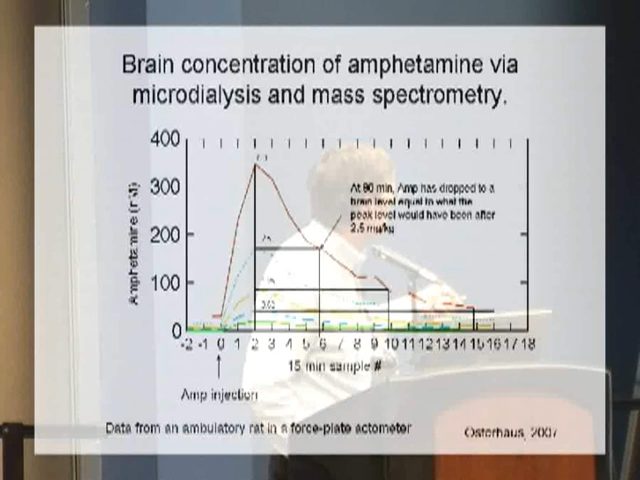 Brain concentration of amphetamine via
microdialysis and mass spectrometry.
400
300
200
100
0
Amphetamine (nM)
At 90 min, Amp has dropped to a
brain level equal to what the
peak level would have been after
2.5 mg/kg
-2 -1 0 1 2 3 4 5 6 7 8 9 10 11 12 13 14 15 16 17 18
15 min sample #
Amp injection
Data from an ambulatory rat in a force-plate actometer
Osterhaus, 2007